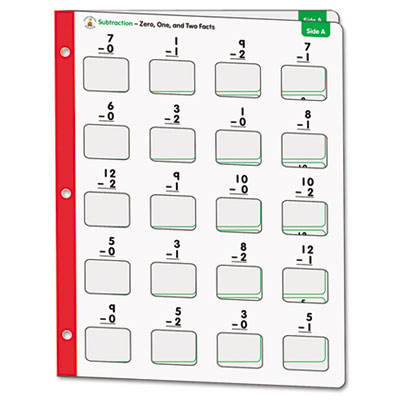 Side B
Subtraction – Zero, One, and Two Facts
Side A
7 1 9 7
– 0 – 1 – 2 – 1
6 3 1 8
– 0 – 2 – 0 – 1
12 9 10 10
– 2 – 1 – 0 – 2
5 3 8 12
– 0 – 1 – 2 – 1
9 5 3 5
– 0 – 2 – 0 – 1